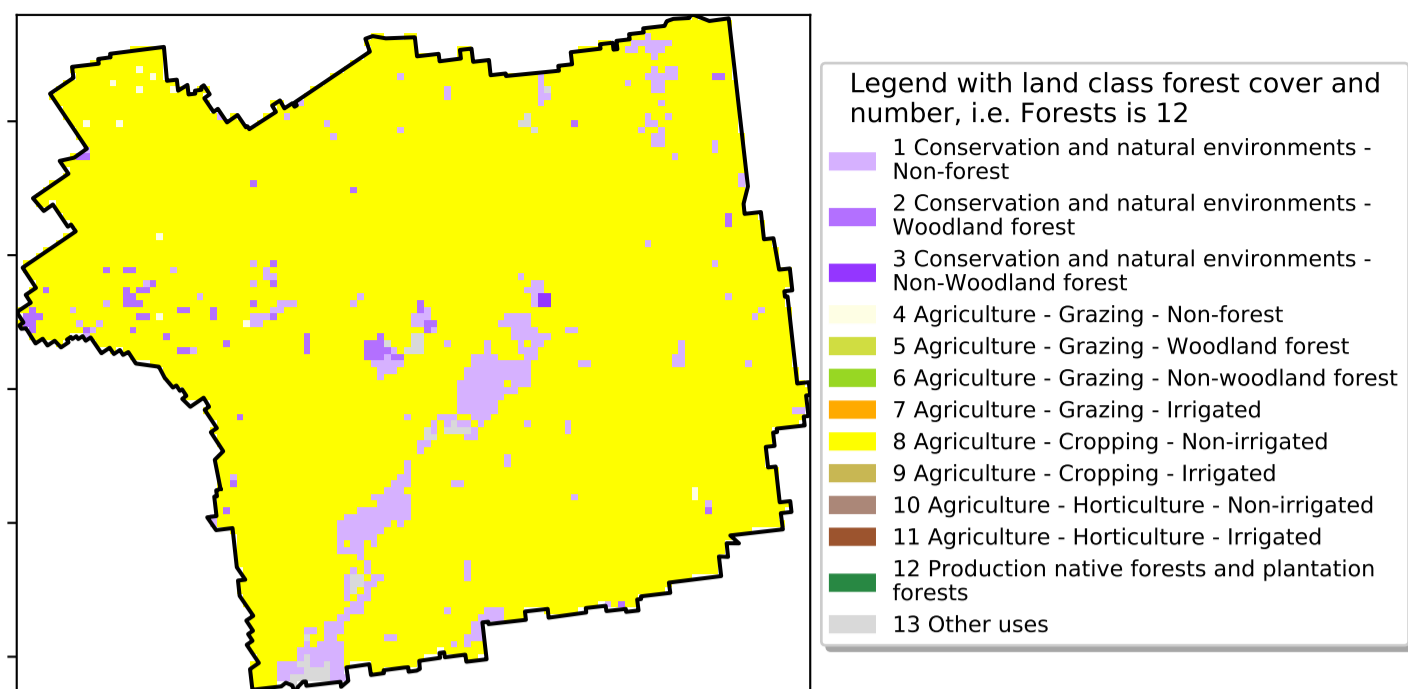 Legend with land class forest cover and
number, i.e. Forests is 12
1 Conservation and natural environments -
Non-forest
2 Conservation and natural environments -
Woodland forest
3 Conservation and natural environments -
Non-Woodland forest
4 Agriculture - Grazing - Non-forest
5 Agriculture - Grazing - Woodland forest
6 Agriculture - Grazing - Non-woodland forest
7 Agriculture - Grazing - Irrigated
8 Agriculture - Cropping - Non-irrigated
9 Agriculture - Cropping - Irrigated
10 Agriculture - Horticulture - Non-irrigated
11 Agriculture - Horticulture - Irrigated
12 Production native forests and plantation
forests
13 Other uses